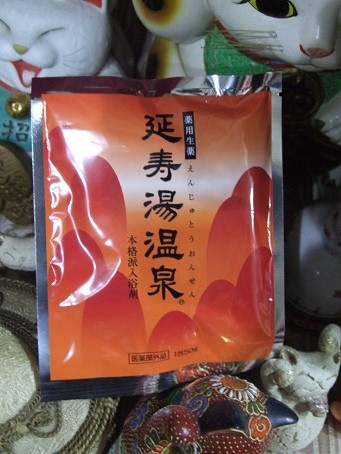 薬用生薬
えんじゅとうおんせん
延寿湯温泉®
本格派入浴剤
医薬部外品
招